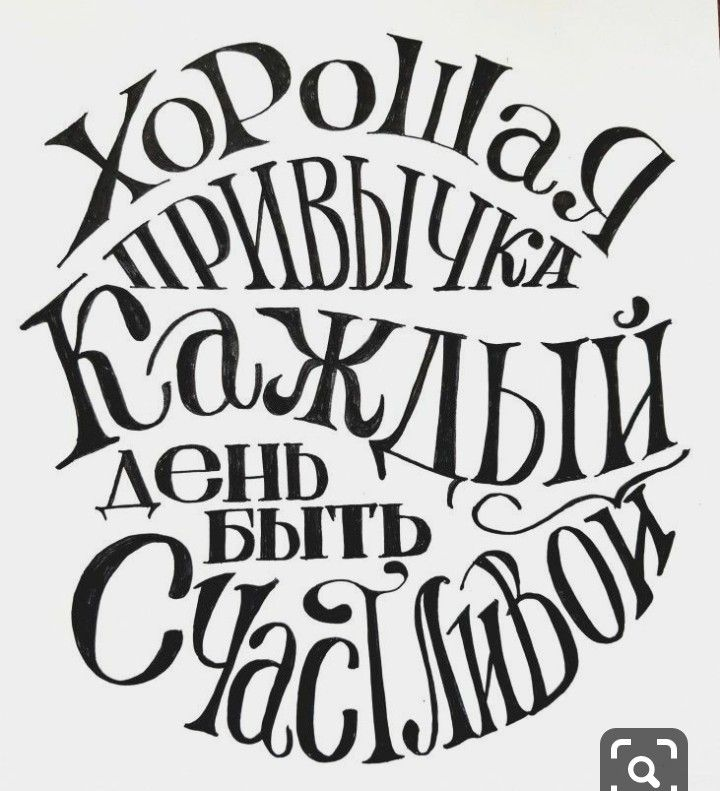 Хорошая
привычка
каждый
день
быть
счастливой